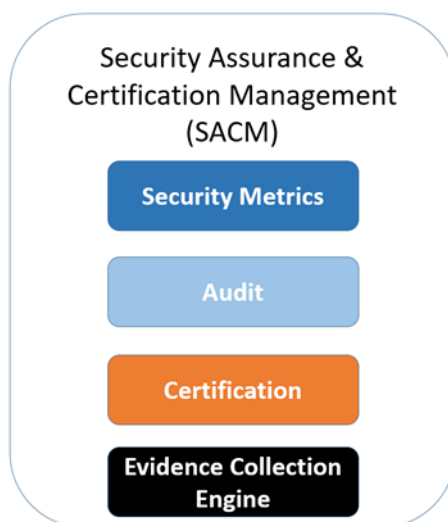 Security Assurance &
Certification Management
(SACM)
Security Metrics
Audit
Certification
Evidence Collection
Engine